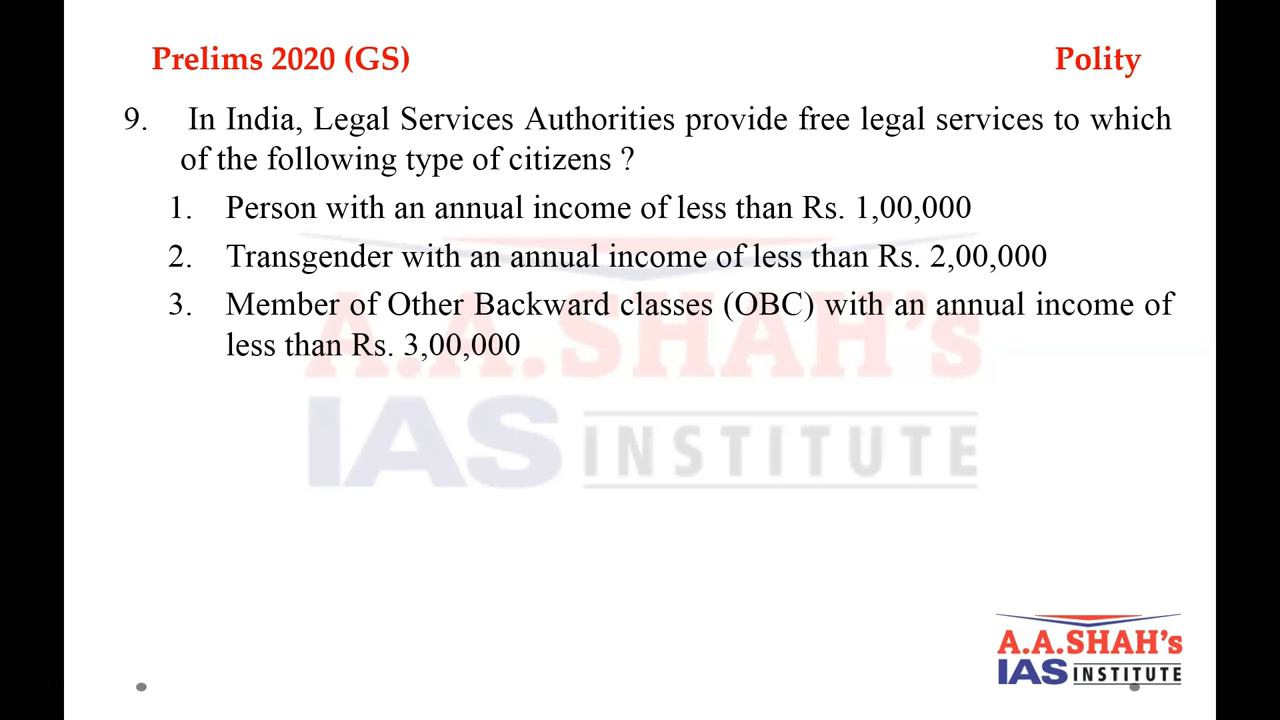 Prelims 2020 (GS) Polity
9. In India, Legal Services Authorities provide free legal services to which
of the following type of citizens ?
1. Person with an annual income of less than Rs. 1,00,000
2. Transgender with an annual income of less than Rs. 2,00,000
3. Member of Other Backward classes (OBC) with an annual income of
less than Rs. 3,00,000
A.A.SHAH's
IAS INSTITUTE
A.A.SHAH's
IAS INSTITUTE